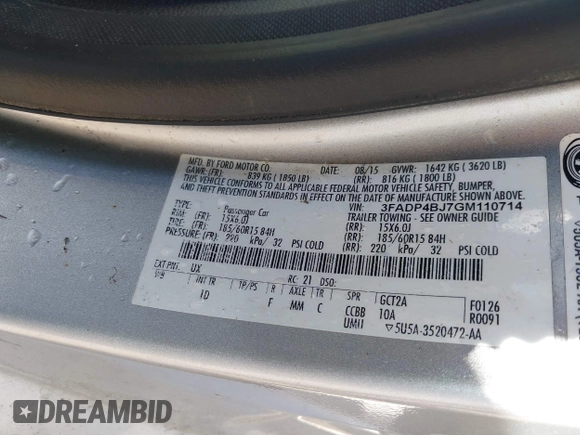 MFD. BY FORD MOTOR CO.
DATE: 08/15 GVWR: 1642 KG ( 3620 LB)
GAWR: (FR): 839 KG ( 1850 LB) (RR): 816 KG ( 1800 LB)
THIS VEHICLE CONFORMS TO ALL APPLICABLE FEDERAL MOTOR VEHICLE SAFETY, BUMPER,
AND THEFT PREVENTION STANDARDS IN EFFECT ON THE DATE OF MANUFACTURE SHOWN ABOVE.
VIN: 3FADP4BJ7GM110714
TYPE: Passenger Car TRAILER TOWING - SEE OWNER GUIDE
RIM: 15X6.0J (RR): 15X6.0J
TIRE: (FR): 185/60R15 84H (RR): 185/60R15 84H
PRESSURE: (FR): 220 kPa/ 32 PSI COLD (RR): 220 kPa/ 32 PSI COLD
EXT PNT: UX RC: 21 DSO:
WB INT TR TP/PS R AXLE TR SPR GCT2A F0126
ID F MM C CCBB 10A R0091
UMII ▽5U5A-3520472-AA
DREAMBID